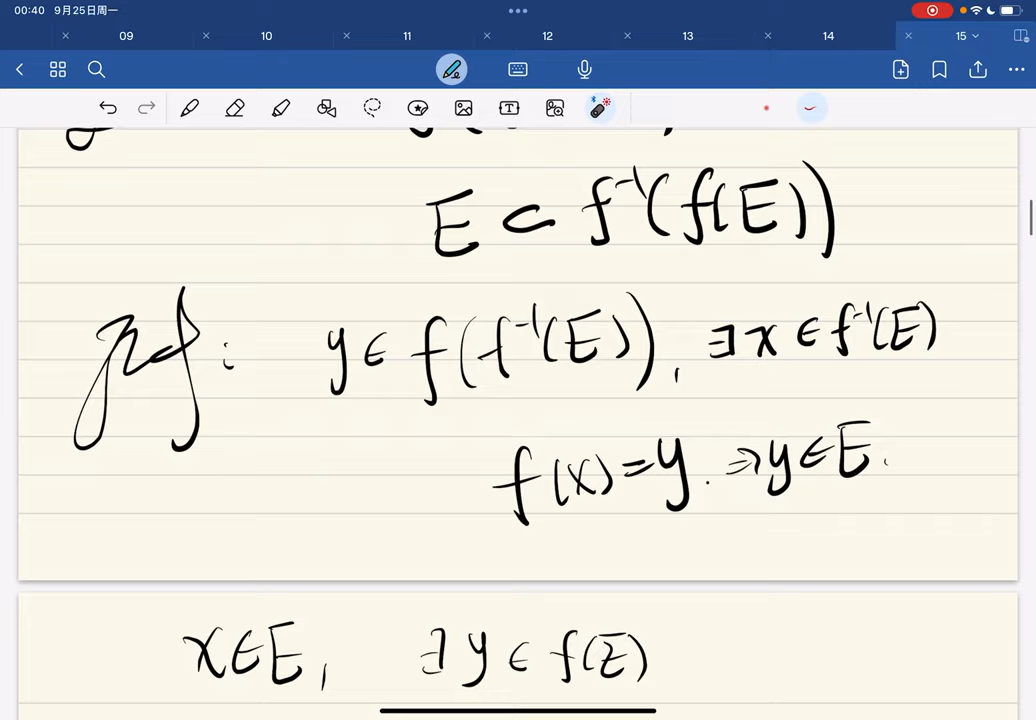 00:40 9月25日周一
09 10 11 12 13 14 15
T
E ⊂ f⁻¹(f(E))
pf: y ∈ f(f⁻¹(E)), ∃ x ∈ f⁻¹(E)
f(x) = y. ⇒ y ∈ E.
x ∈ E, ∃ y ∈ f(E)